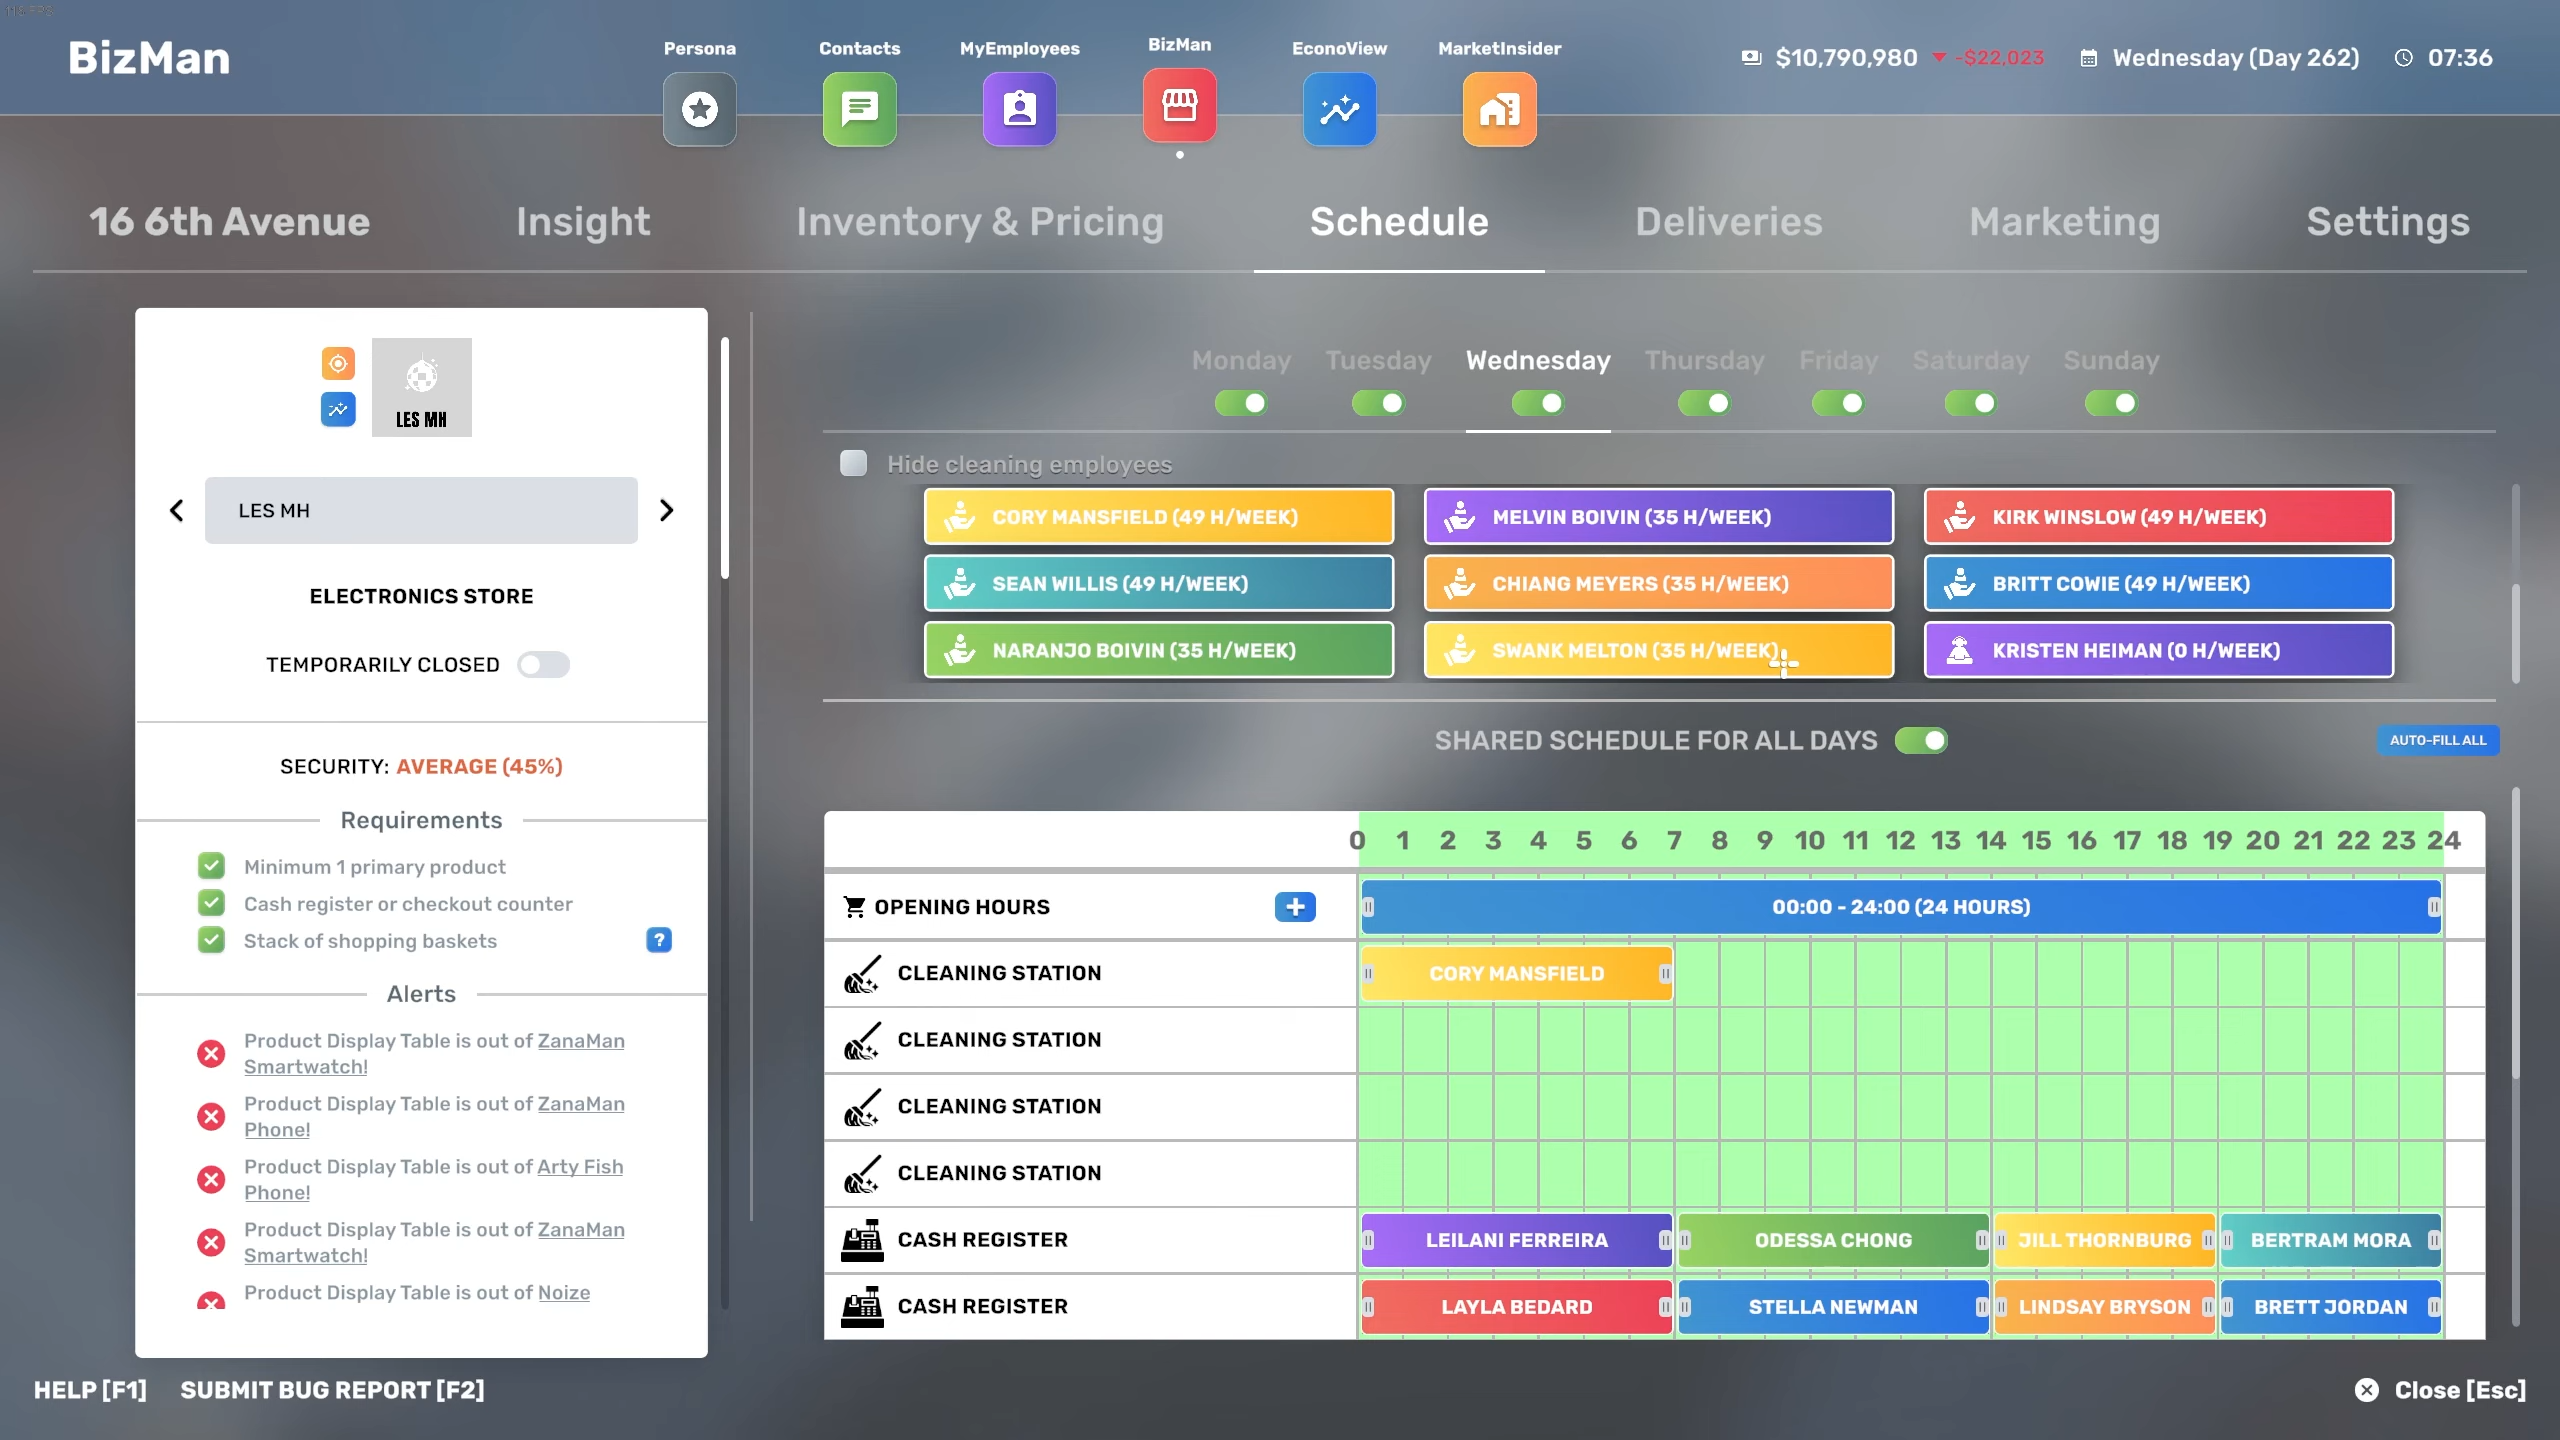 BizMan
Persona
Contacts
MyEmployees
BizMan
EconoView
MarketInsider
$10,790,980
-$22,023
Wednesday (Day 262)
07:36
16 6th Avenue
Insight
Inventory & Pricing
Schedule
Deliveries
Marketing
Settings
LES MH
LES MH
ELECTRONICS STORE
TEMPORARILY CLOSED
SECURITY: AVERAGE (45%)
Requirements
Minimum 1 primary product
Cash register or checkout counter
Stack of shopping baskets
?
Alerts
Product Display Table is out of ZanaMan
Smartwatch!
Product Display Table is out of ZanaMan
Phone!
Product Display Table is out of Arty Fish
Phone!
Product Display Table is out of ZanaMan
Smartwatch!
Product Display Table is out of Noize
Monday
Tuesday
Wednesday
Thursday
Friday
Saturday
Sunday
Hide cleaning employees
CORY MANSFIELD (49 H/WEEK)
MELVIN BOIVIN (35 H/WEEK)
KIRK WINSLOW (49 H/WEEK)
SEAN WILLIS (49 H/WEEK)
CHIANG MEYERS (35 H/WEEK)
BRITT COWIE (49 H/WEEK)
NARANJO BOIVIN (35 H/WEEK)
SWANK MELTON (35 H/WEEK)
KRISTEN HEIMAN (0 H/WEEK)
SHARED SCHEDULE FOR ALL DAYS
AUTO-FILL ALL
0 1 2 3 4 5 6 7 8 9 10 11 12 13 14 15 16 17 18 19 20 21 22 23 24
OPENING HOURS
00:00 - 24:00 (24 HOURS)
CLEANING STATION
CORY MANSFIELD
CLEANING STATION
CLEANING STATION
CLEANING STATION
CASH REGISTER
LEILANI FERREIRA
ODESSA CHONG
JILL THORNBURG
BERTRAM MORA
CASH REGISTER
LAYLA BEDARD
STELLA NEWMAN
LINDSAY BRYSON
BRETT JORDAN
HELP [F1]
SUBMIT BUG REPORT [F2]
Close [Esc]